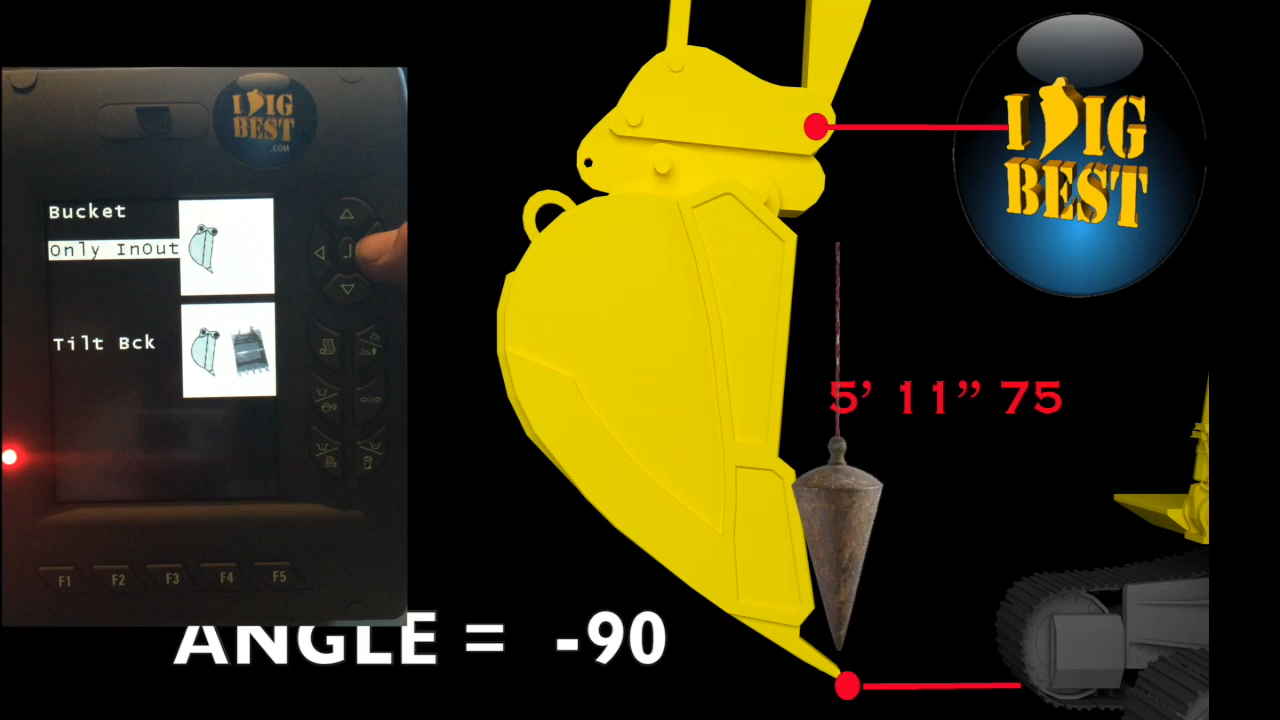 I DIG
BEST
.COM
Bucket
Only InOut
Tilt Bck
F1 F2 F3 F4 F5
ANGLE = -90
5’ 11” 75
I DIG
BEST